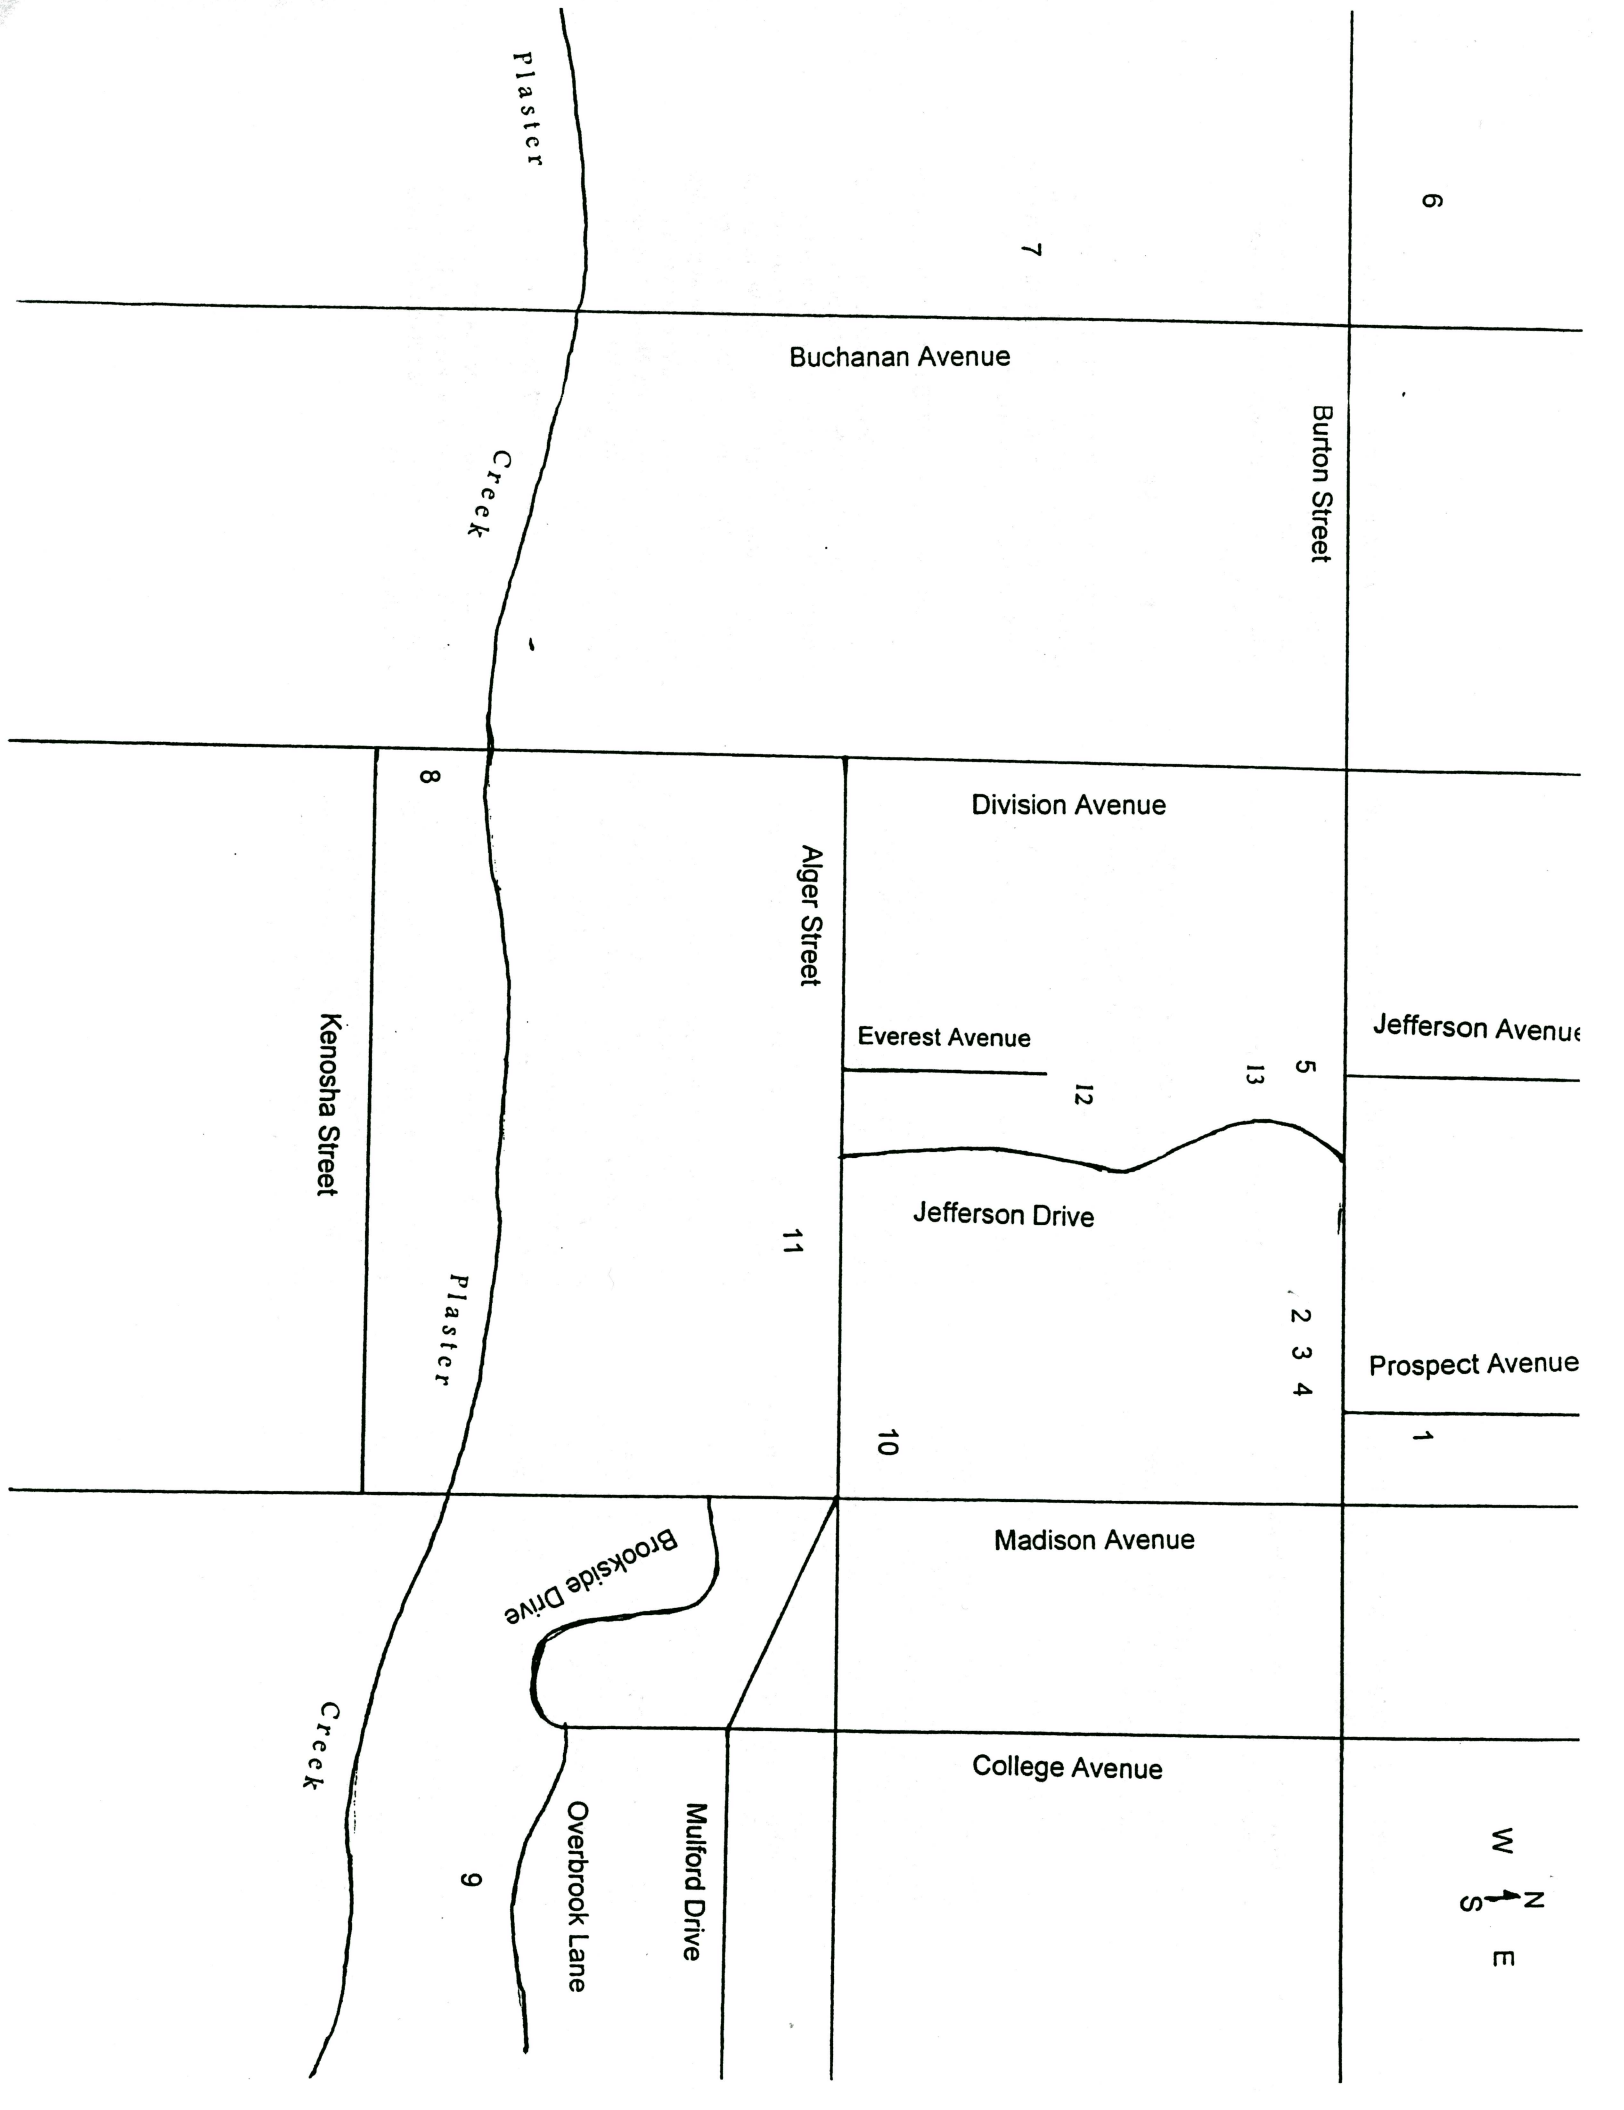 Plaster
Creek
Plaster
Creek
6
7
Buchanan Avenue
Burton Street
8
Division Avenue
Alger Street
Everest Avenue
Jefferson Avenue
5
13
12
Kenosha Street
Jefferson Drive
11
2 3 4
Prospect Avenue
1
10
Madison Avenue
Brookside Drive
College Avenue
Mulford Drive
Overbrook Lane
9
N
W E
S